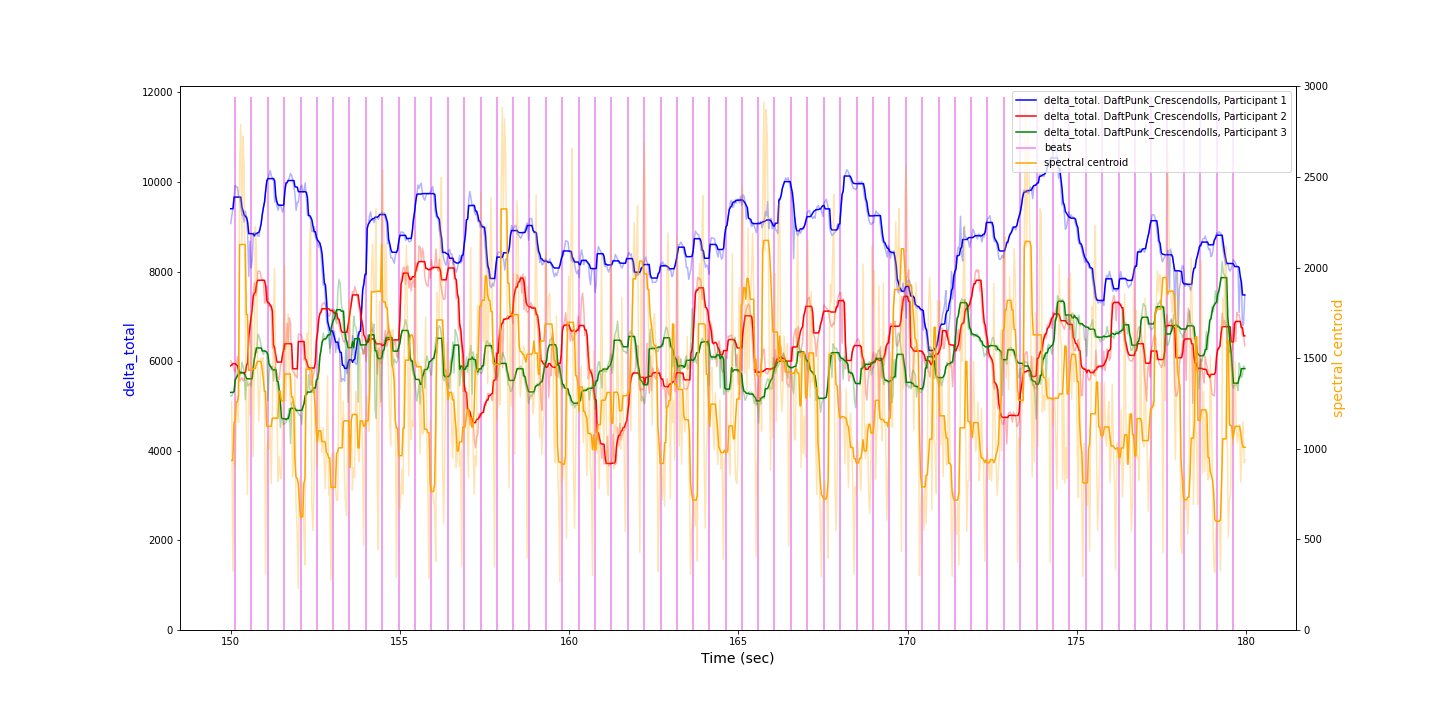 12000
10000
8000
6000
4000
2000
0
delta_total
150
155
160
165
170
175
180
Time (sec)
3000
2500
2000
1500
1000
500
0
spectral centroid
delta_total. DaftPunk_Crescendolls, Participant 1
delta_total. DaftPunk_Crescendolls, Participant 2
delta_total. DaftPunk_Crescendolls, Participant 3
beats
spectral centroid